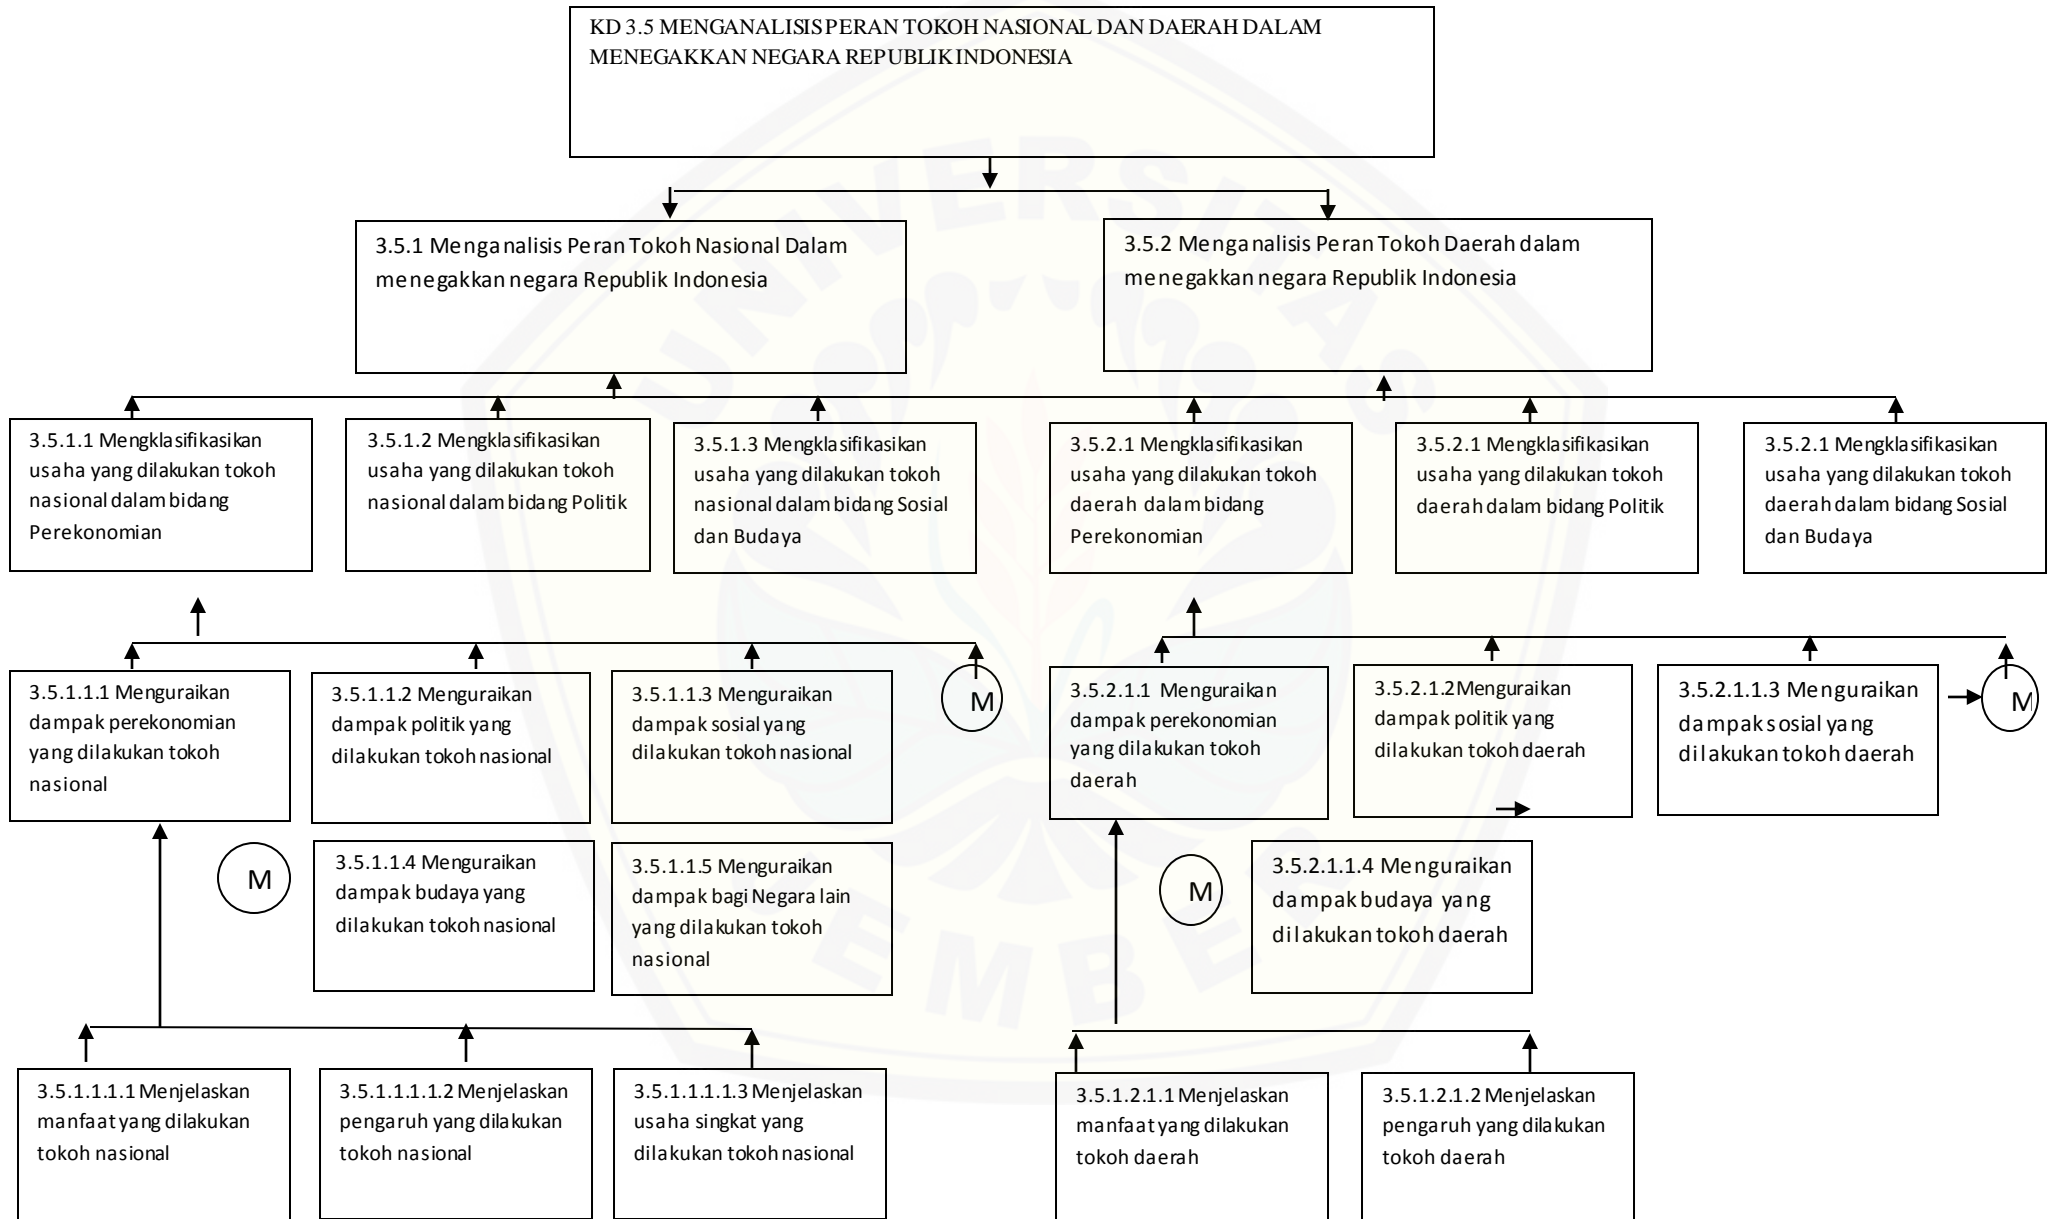 KD 3.5 MENGANALISIS PERAN TOKOH NASIONAL DAN DAERAH DALAM
MENEGAKKAN NEGARA REPUBLIK INDONESIA
3.5.1 Menganalisis Peran Tokoh Nasional Dalam
menegakkan negara Republik Indonesia
3.5.2 Menganalisis Peran Tokoh Daerah dalam
menegakkan negara Republik Indonesia
3.5.1.1 Mengklasifikasikan
usaha yang dilakukan tokoh
nasional dalam bidang
Perekonomian
3.5.1.2 Mengklasifikasikan
usaha yang dilakukan tokoh
nasional dalam bidang Politik
3.5.1.3 Mengklasifikasikan
usaha yang dilakukan tokoh
nasional dalam bidang Sosial
dan Budaya
3.5.2.1 Mengklasifikasikan
usaha yang dilakukan tokoh
daerah dalam bidang
Perekonomian
3.5.2.1 Mengklasifikasikan
usaha yang dilakukan tokoh
daerah dalam bidang Politik
3.5.2.1 Mengklasifikasikan
usaha yang dilakukan tokoh
daerah dalam bidang Sosial
dan Budaya
3.5.1.1.1 Menguraikan
dampak perekonomian
yang dilakukan tokoh
nasional
3.5.1.1.2 Menguraikan
dampak politik yang
dilakukan tokoh nasional
3.5.1.1.3 Menguraikan
dampak sosial yang
dilakukan tokoh nasional
M
3.5.2.1.1 Menguraikan
dampak perekonomian
yang dilakukan tokoh
daerah
3.5.2.1.2Menguraikan
dampak politik yang
dilakukan tokoh daerah
3.5.2.1.1.3 Menguraikan
dampak sosial yang
dilakukan tokoh daerah
M
M
3.5.1.1.4 Menguraikan
dampak budaya yang
dilakukan tokoh nasional
3.5.1.1.5 Menguraikan
dampak bagi Negara lain
yang dilakukan tokoh
nasional
M
3.5.2.1.1.4 Menguraikan
dampak budaya yang
dilakukan tokoh daerah
3.5.1.1.1.1 Menjelaskan
manfaat yang dilakukan
tokoh nasional
3.5.1.1.1.1.2 Menjelaskan
pengaruh yang dilakukan
tokoh nasional
3.5.1.1.1.1.3 Menjelaskan
usaha singkat yang
dilakukan tokoh nasional
3.5.1.2.1.1 Menjelaskan
manfaat yang dilakukan
tokoh daerah
3.5.1.2.1.2 Menjelaskan
pengaruh yang dilakukan
tokoh daerah
UNIVERSITAS
JEMBER